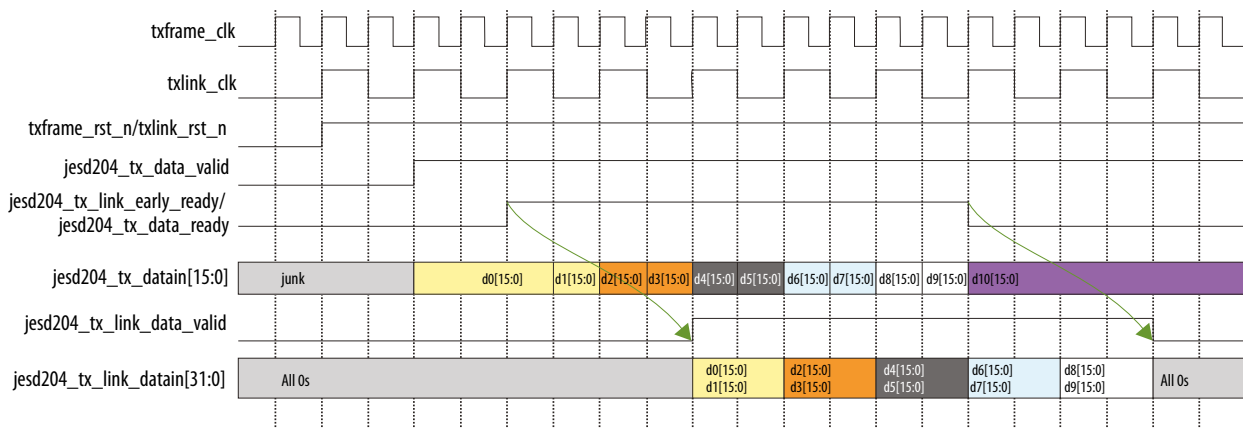 txframe_clk
txlink_clk
txframe_rst_n/txlink_rst_n
jesd204_tx_data_valid
jesd204_tx_link_early_ready/
jesd204_tx_data_ready
jesd204_tx_datain[15:0] junk d0[15:0] d1[15:0] d2[15:0] d3[15:0] d4[15:0] d5[15:0] d6[15:0] d7[15:0] d8[15:0] d9[15:0] d10[15:0]
jesd204_tx_link_data_valid
jesd204_tx_link_datain[31:0] All 0s d0[15:0] d2[15:0] d4[15:0] d6[15:0] d8[15:0] All 0s
d1[15:0] d3[15:0] d5[15:0] d7[15:0] d9[15:0]